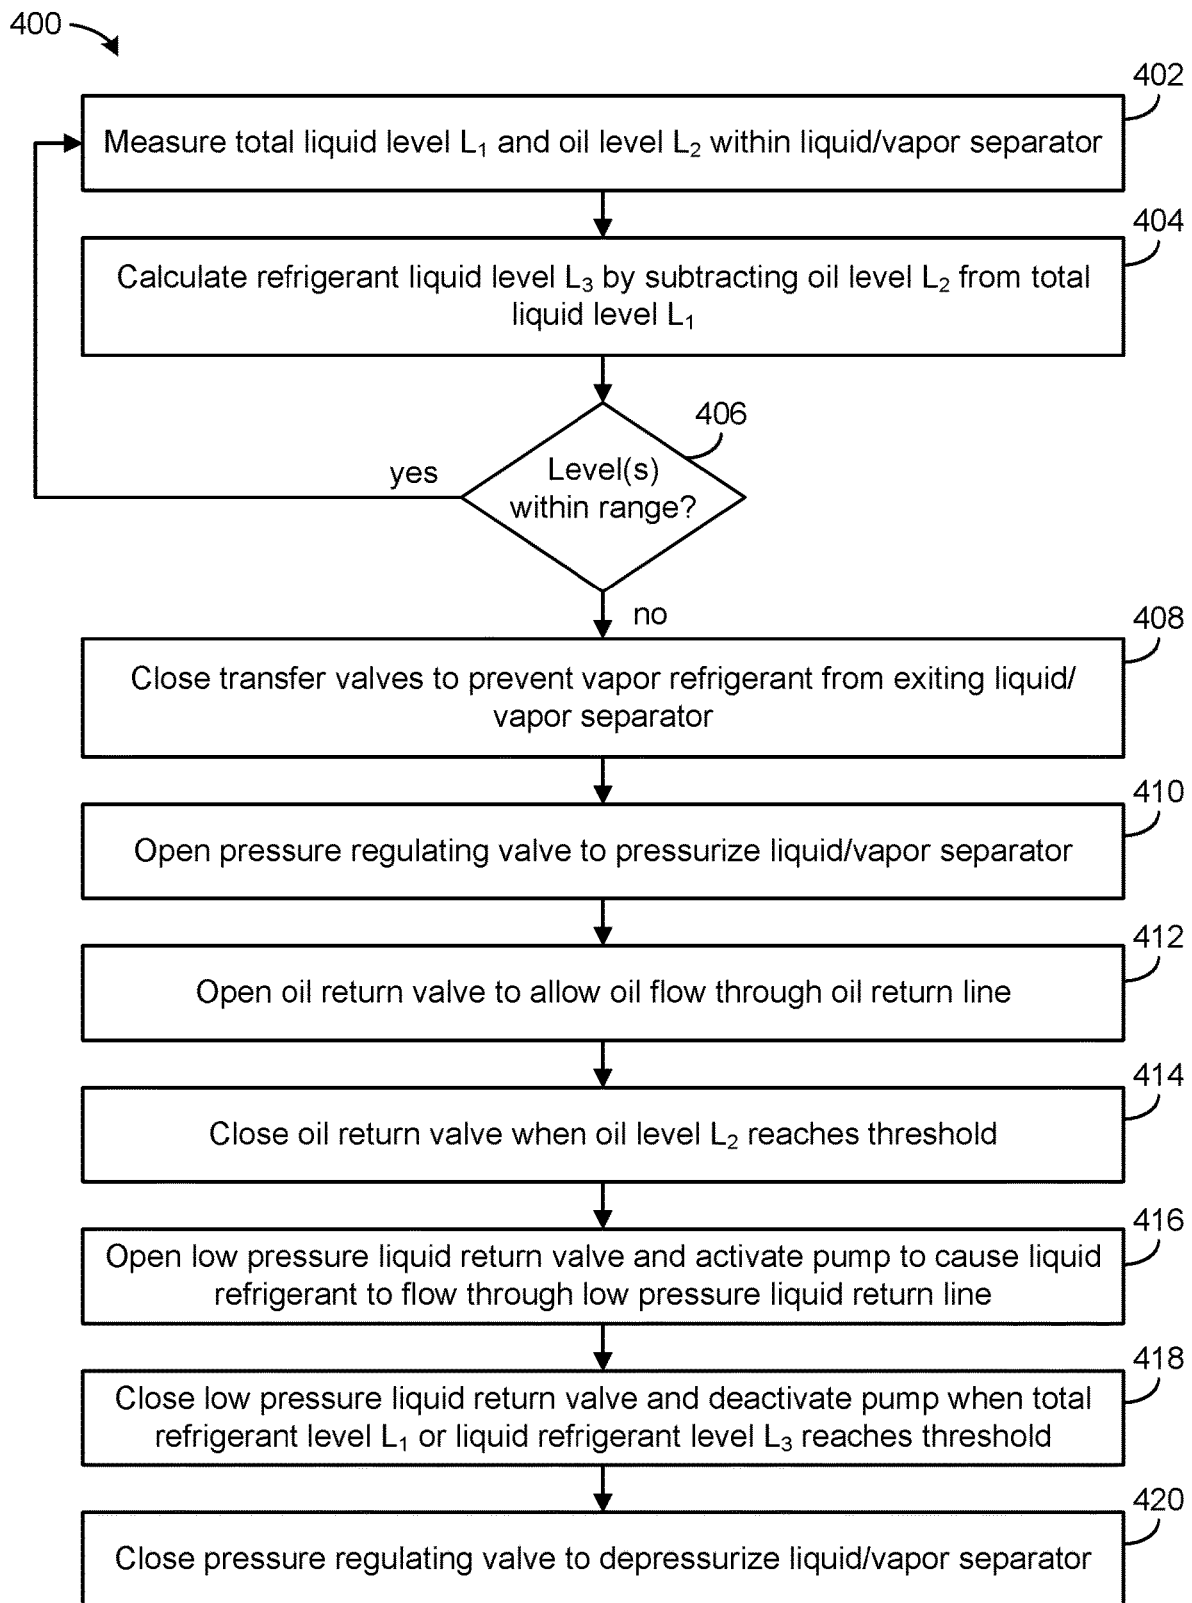 400
402
Measure total liquid level L₁ and oil level L₂ within liquid/vapor separator
404
Calculate refrigerant liquid level L₃ by subtracting oil level L₂ from total
liquid level L₁
406
Level(s)
within range?
yes
no
408
Close transfer valves to prevent vapor refrigerant from exiting liquid/
vapor separator
410
Open pressure regulating valve to pressurize liquid/vapor separator
412
Open oil return valve to allow oil flow through oil return line
414
Close oil return valve when oil level L₂ reaches threshold
416
Open low pressure liquid return valve and activate pump to cause liquid
refrigerant to flow through low pressure liquid return line
418
Close low pressure liquid return valve and deactivate pump when total
refrigerant level L₁ or liquid refrigerant level L₃ reaches threshold
420
Close pressure regulating valve to depressurize liquid/vapor separator